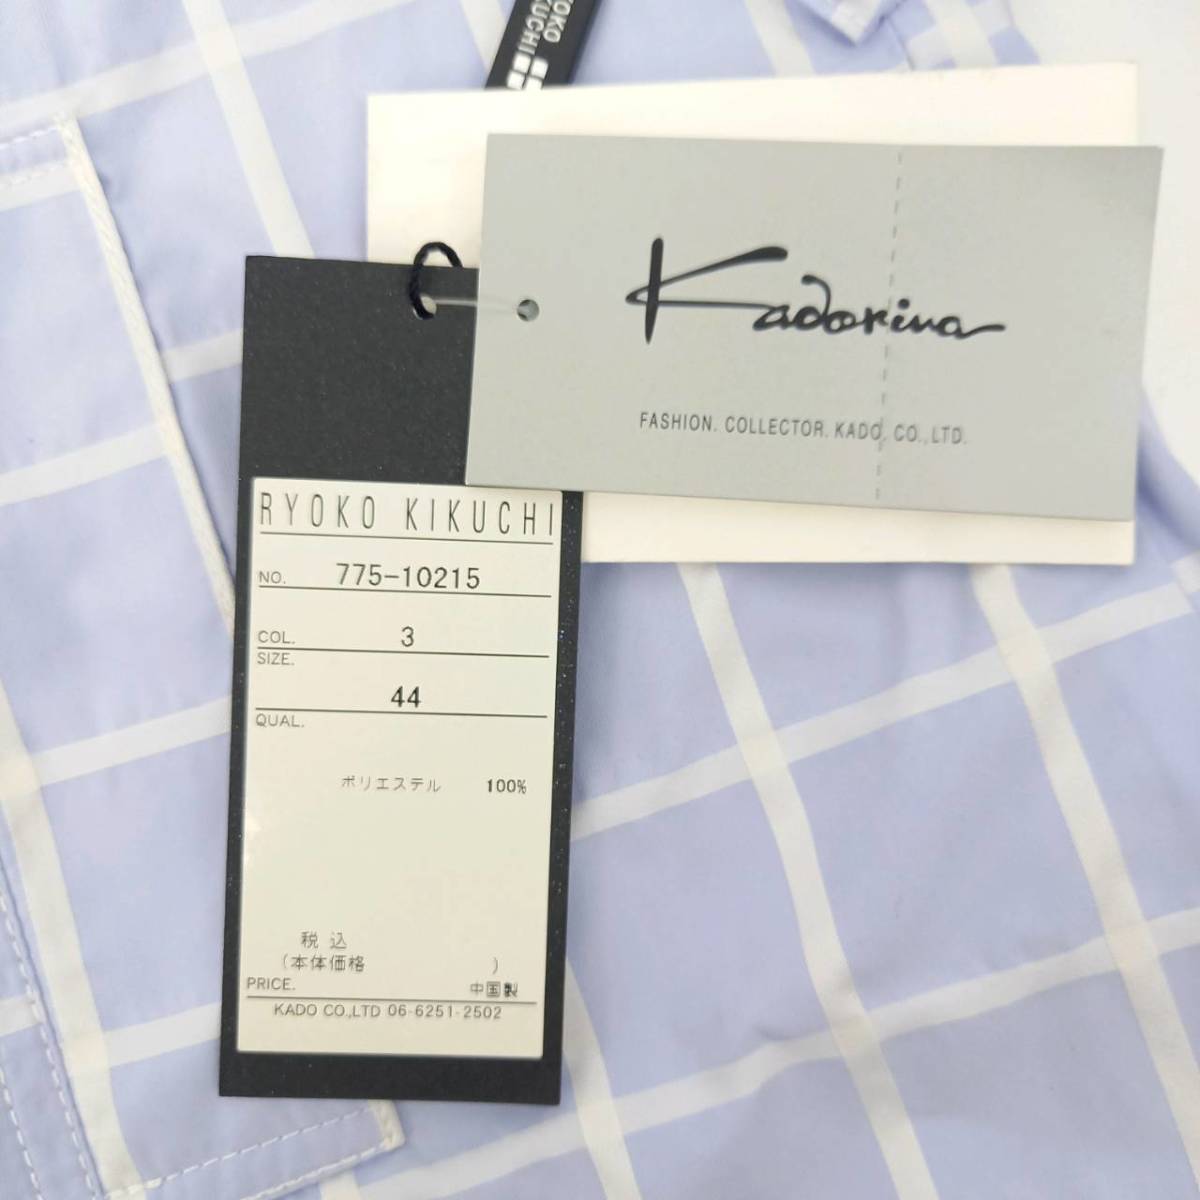 YOKO
KUCHI
Kadorina
FASHION. COLLECTOR. KADO. CO., LTD.
RYOKO KIKUCHI
NO. 775-10215
COL. 3
SIZE.
44
QUAL.
ポリエステル 100%
税込
(本体価格 )
PRICE. 中国製
KADO CO.,LTD 06-6251-2502